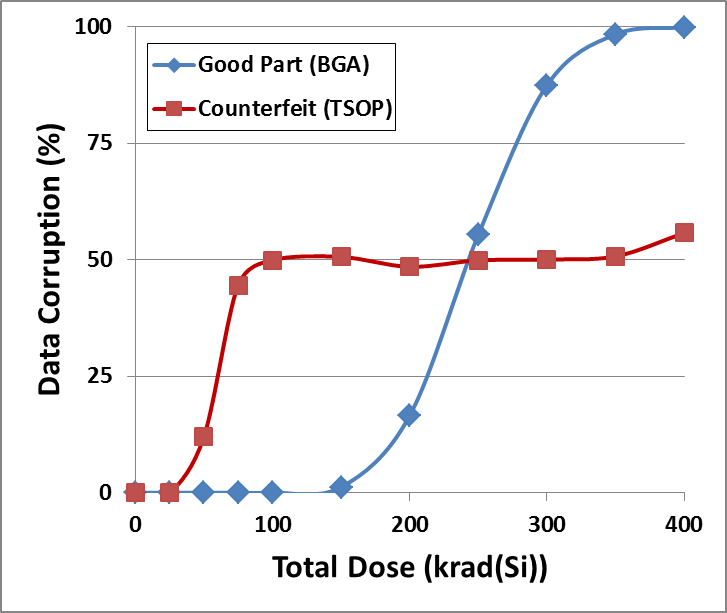 100
75
50
25
0
Data Corruption (%)
Good Part (BGA)
Counterfeit (TSOP)
0 100 200 300 400
Total Dose (krad(Si))